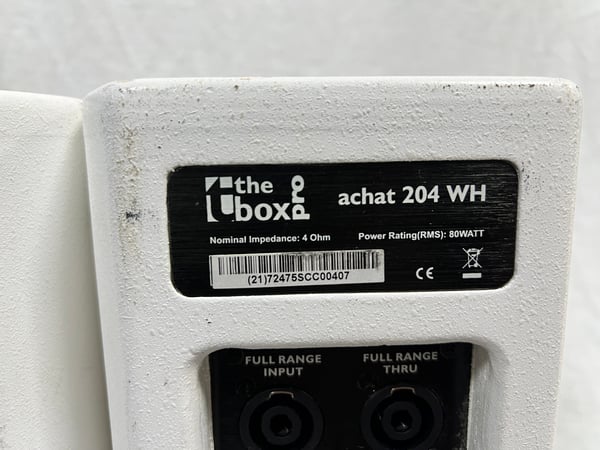 the box pro
achat 204 WH
Nominal Impedance: 4 Ohm
Power Rating(RMS): 80WATT
(21)72475SCC00407
CE
FULL RANGE
INPUT
FULL RANGE
THRU